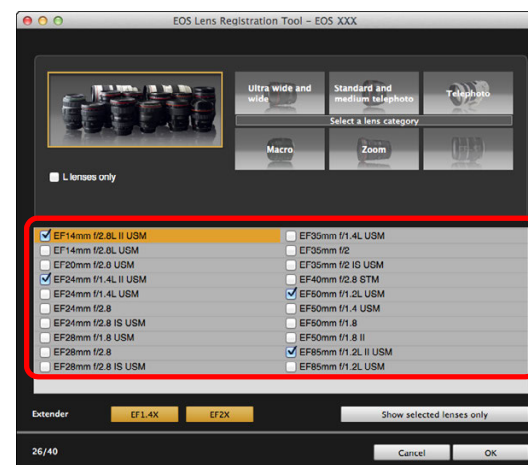 EOS Lens Registration Tool – EOS XXX
Ultra wide and wide
Standard and medium telephoto
Telephoto
Select a lens category
Macro
Zoom
L lenses only
EF14mm f/2.8L II USM
EF14mm f/2.8L USM
EF20mm f/2.8 USM
EF24mm f/1.4L II USM
EF24mm f/1.4L USM
EF24mm f/2.8
EF24mm f/2.8 IS USM
EF28mm f/1.8 USM
EF28mm f/2.8
EF28mm f/2.8 IS USM
EF35mm f/1.4L USM
EF35mm f/2
EF35mm f/2 IS USM
EF40mm f/2.8 STM
EF50mm f/1.2L USM
EF50mm f/1.4 USM
EF50mm f/1.8
EF50mm f/1.8 II
EF85mm f/1.2L II USM
EF85mm f/1.2L USM
Extender
EF1.4X
EF2X
Show selected lenses only
26/40
Cancel
OK